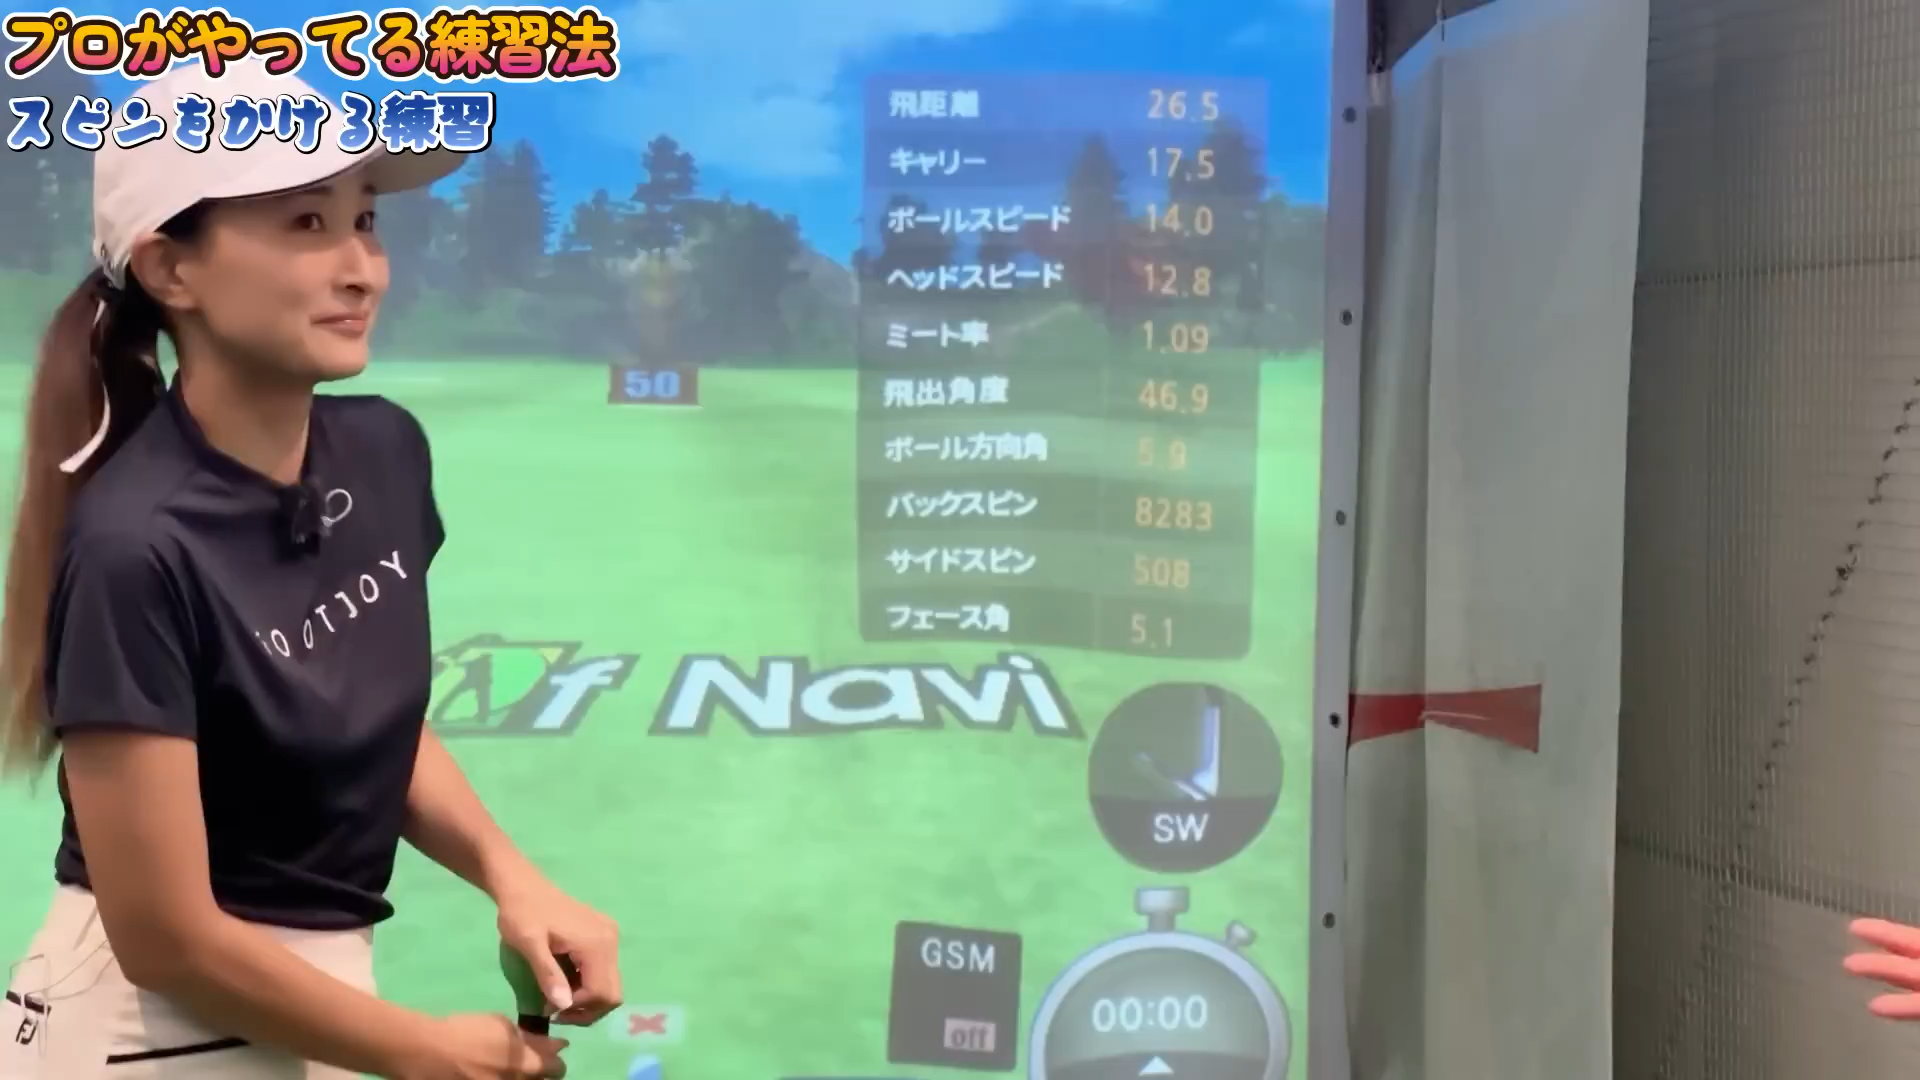 プロがやってる練習法
スピンをかける練習
飛距離 26.5
キャリー 17.5
ボールスピード 14.0
ヘッドスピード 12.8
ミート率 1.09
飛出角度 46.9
ボール方向角 5.9
バックスピン 8283
サイドスピン 508
フェース角 5.1
50
FOOTJOY
f Navi
SW
GSM
off
00:00
FJ